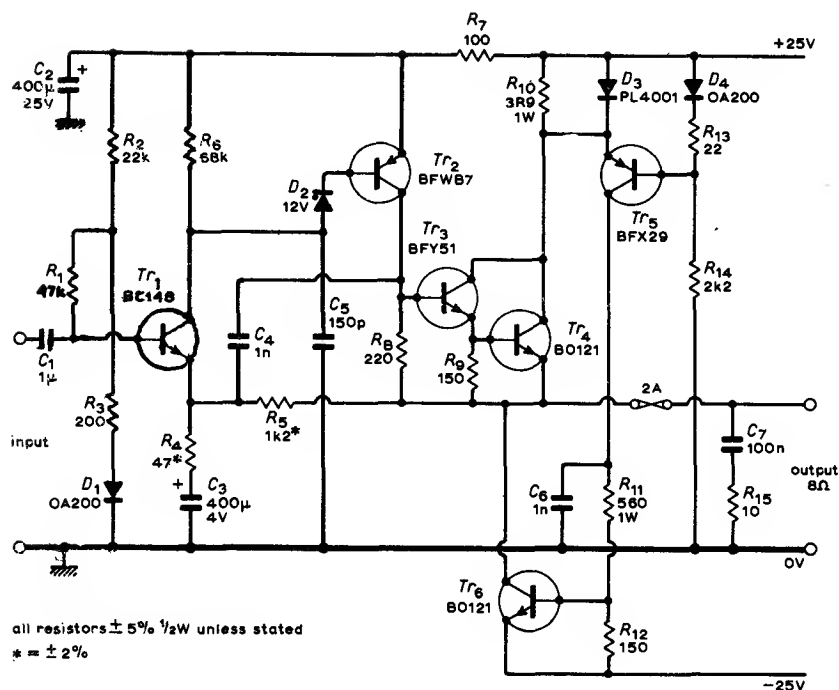 R7
100
+25V
C2
400µ
25V
+
R2
22k
R6
68k
R10
3R9
1W
D3
PL4001
D4
OA200
R13
22
Tr2
BFW87
D2
12V
Tr5
BFX29
Tr3
BFY51
R1
47k
Tr1
BC148
R14
2k2
C1
1µ
C4
1n
C5
150p
R8
220
Tr4
BO121
R9
150
2A
R3
200
R5
1k2*
input
R4
47*
C7
100n
output
8Ω
D1
OA200
+
C3
400µ
4V
C6
1n
R11
560
1W
R15
10
0V
Tr6
BO121
R12
150
all resistors ± 5% ½W unless stated
* = ± 2%
−25V